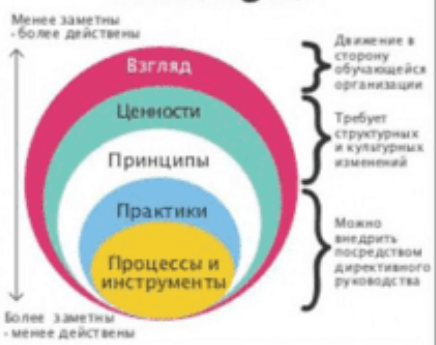 Менее заметны
- более действены
Взгляд
Ценности
Принципы
Практики
Процессы и
инструменты
Движение в
сторону
обучающейся
организации
Требует
структурных
и культурных
изменений
Можно
внедрить
посредством
директивного
руководства
Более заметны
- менее действены